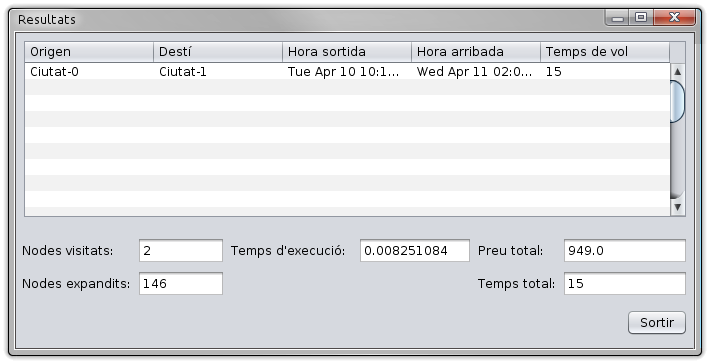 Resultats
Origen Destí Hora sortida Hora arribada Temps de vol
Ciutat-0 Ciutat-1 Tue Apr 10 10:1... Wed Apr 11 02:0... 15
Nodes visitats: 2 Temps d'execució: 0.008251084 Preu total: 949.0
Nodes expandits: 146 Temps total: 15
Sortir